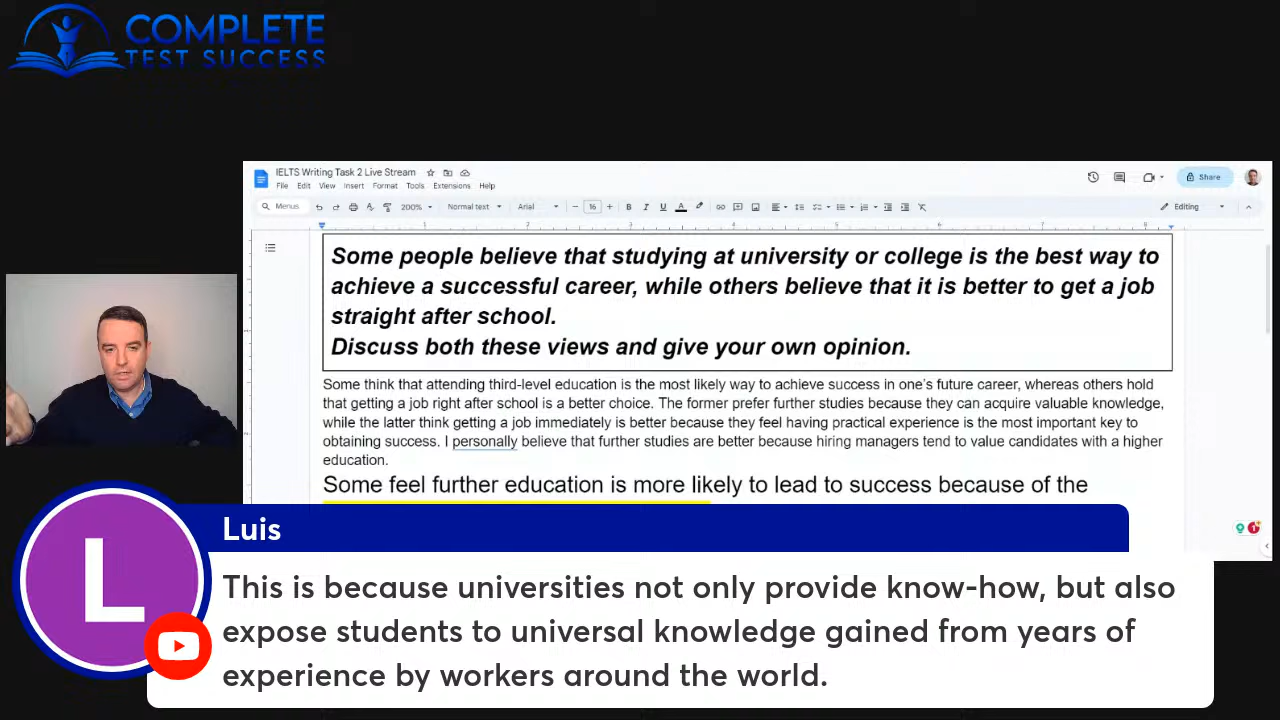 COMPLETE
TEST SUCCESS
IELTS Writing Task 2 Live Stream
File Edit View Insert Format Tools Extensions Help
Share
Menus 200% Normal text Arial 16 B I U A Editing
1 2 3 4 5 6 7 8
Some people believe that studying at university or college is the best way to
achieve a successful career, while others believe that it is better to get a job
straight after school.
Discuss both these views and give your own opinion.
Some think that attending third-level education is the most likely way to achieve success in one's future career, whereas others hold
that getting a job right after school is a better choice. The former prefer further studies because they can acquire valuable knowledge,
while the latter think getting a job immediately is better because they feel having practical experience is the most important key to
obtaining success. I personally believe that further studies are better because hiring managers tend to value candidates with a higher
education.
Some feel further education is more likely to lead to success because of the
L
Luis
This is because universities not only provide know-how, but also
expose students to universal knowledge gained from years of
experience by workers around the world.